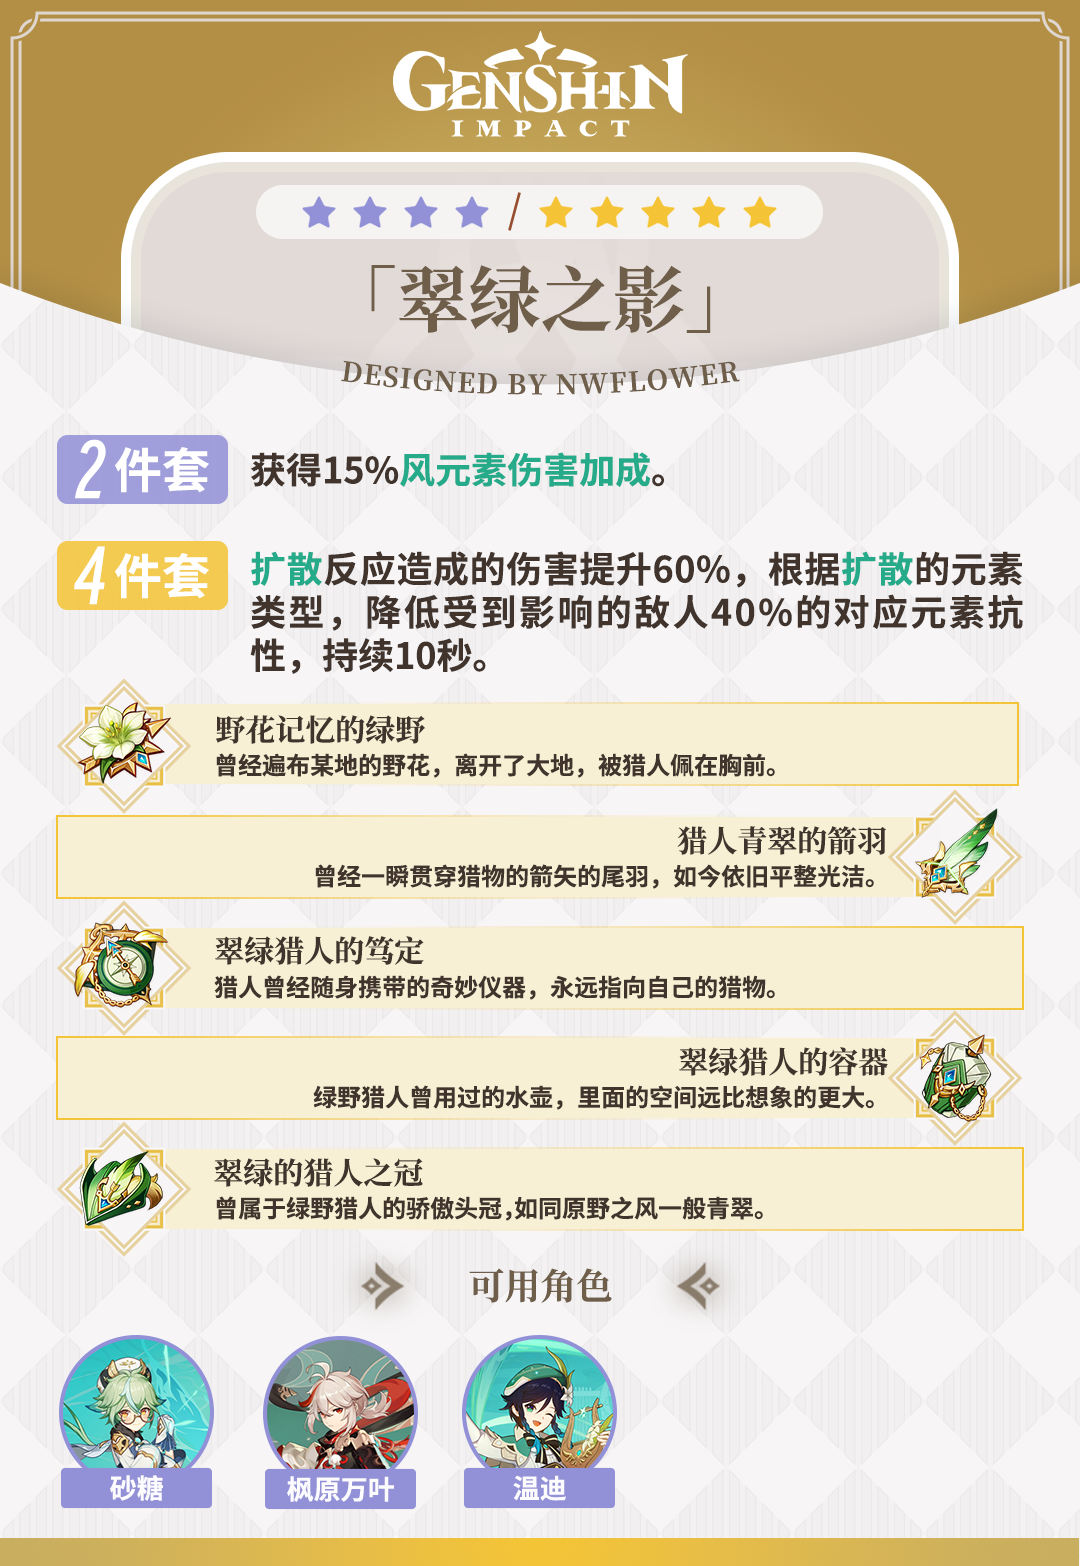 GENSHIN
IMPACT
「翠绿之影」
DESIGNED BY NWFLOWER
2件套
获得15%风元素伤害加成。
4件套
扩散反应造成的伤害提升60%，根据扩散的元素
类型，降低受到影响的敌人40%的对应元素抗
性，持续10秒。
野花记忆的绿野
曾经遍布某地的野花，离开了大地，被猎人佩在胸前。
猎人青翠的箭羽
曾经一瞬贯穿猎物的箭矢的尾羽，如今依旧平整光洁。
翠绿猎人的笃定
猎人曾经随身携带的奇妙仪器，永远指向自己的猎物。
翠绿猎人的容器
绿野猎人曾用过的水壶，里面的空间远比想象的更大。
翠绿的猎人之冠
曾属于绿野猎人的骄傲头冠,如同原野之风一般青翠。
可用角色
砂糖
枫原万叶
温迪